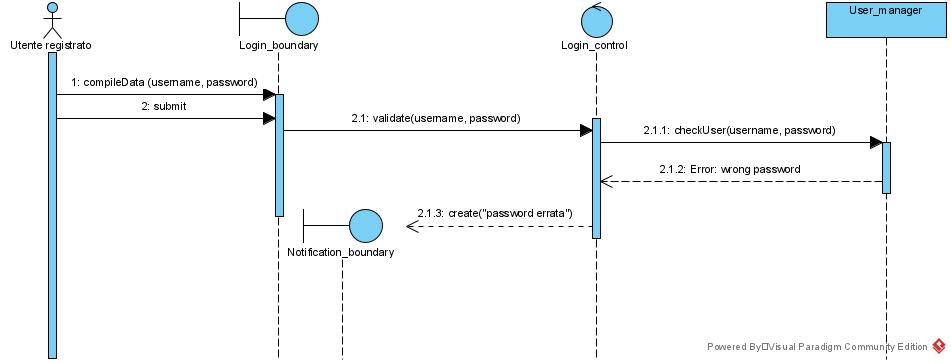 User_manager
Utente registrato
Login_boundary
Login_control
1: compileData (username, password)
2: submit
2.1: validate(username, password)
2.1.1: checkUser(username, password)
2.1.2: Error: wrong password
2.1.3: create("password errata")
Notification_boundary
Powered By□Visual Paradigm Community Edition